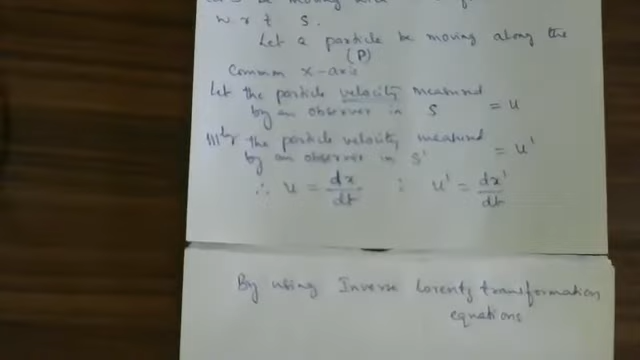 w r t s.
Let a particle be moving along the
(P)
common x-axis
Let the particle velocity measured
by an observer in S = u
|||ly the particle velocity measured
by an observer in S' = u'
∴ u = dx/dt ; u' = dx'/dt
By using Inverse Lorentz transformation
equations